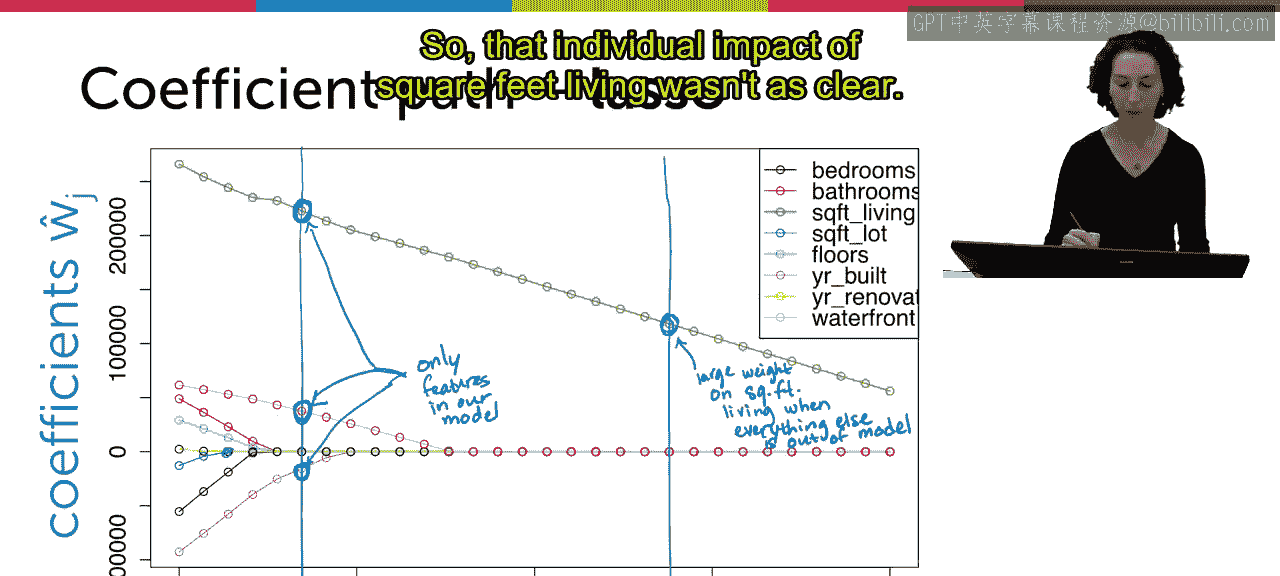 GPT中英字幕课程资源@bilibili.com
So, that individual impact of
square feet living wasn't as clear.
Coefficient path – lasso
coefficients ŵj
200000
100000
0
00000
bedrooms
bathrooms
sqft_living
sqft_lot
floors
yr_built
yr_renovat
waterfront
only
features
in our
model
large weight
on sq.ft.
living when
everything else
is out of model